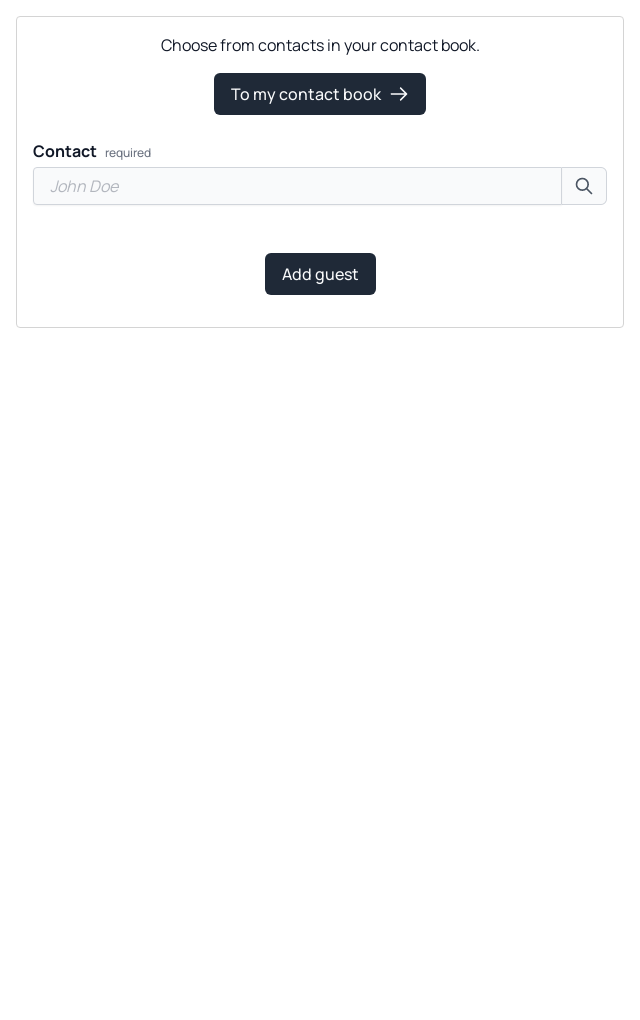 Choose from contacts in your contact book.
To my contact book
Contact required
John Doe
Add guest